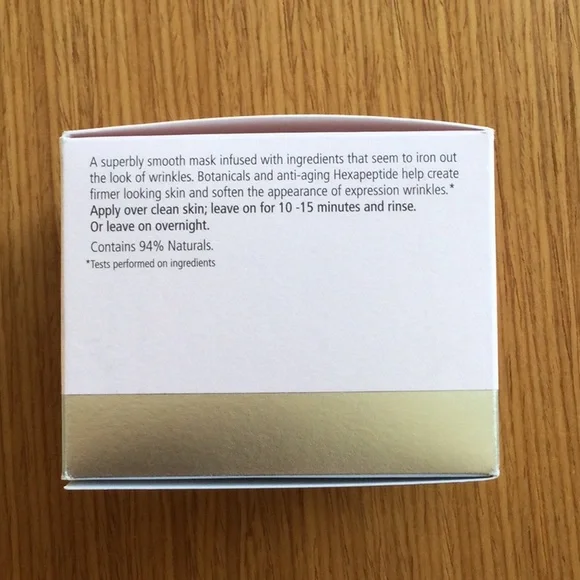 A superbly smooth mask infused with ingredients that seem to iron out
the look of wrinkles. Botanicals and anti-aging Hexapeptide help create
firmer looking skin and soften the appearance of expression wrinkles.*
Apply over clean skin; leave on for 10 -15 minutes and rinse.
Or leave on overnight.
Contains 94% Naturals.
*Tests performed on ingredients